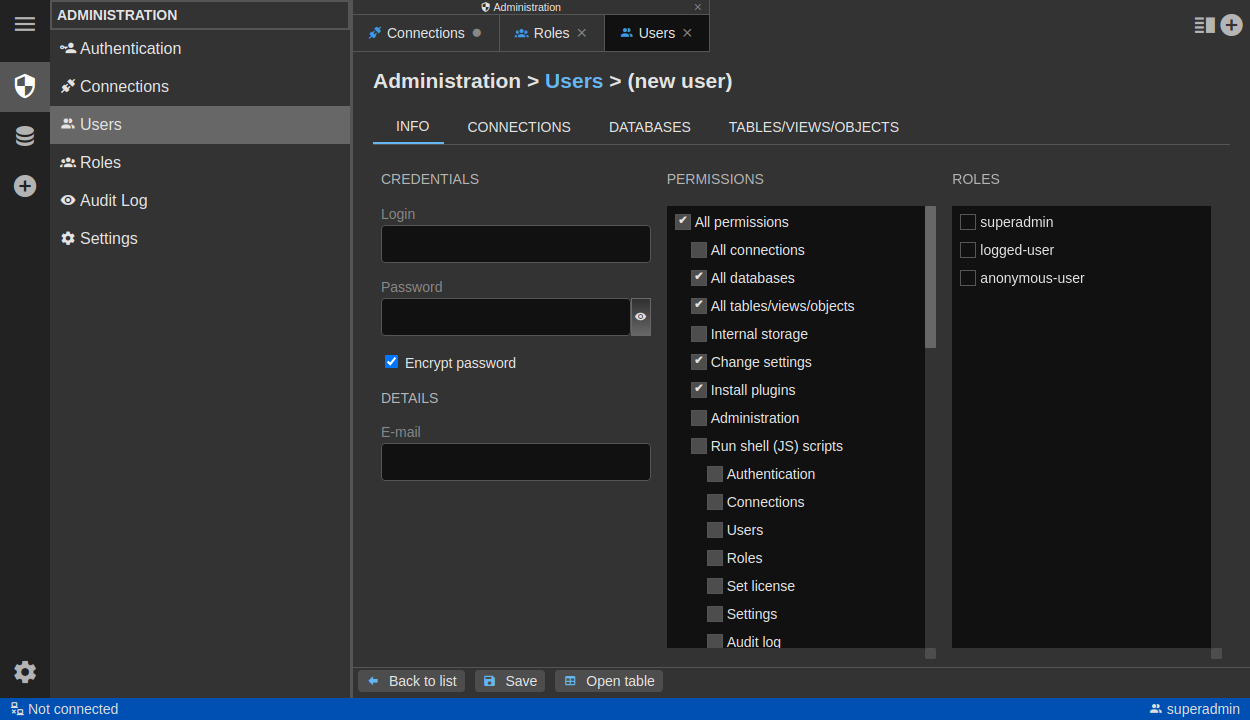 ADMINISTRATION
Authentication
Connections
Users
Roles
Audit Log
Settings
Administration
Connections
Roles
Users
Administration > Users > (new user)
INFO
CONNECTIONS
DATABASES
TABLES/VIEWS/OBJECTS
CREDENTIALS
Login
Password
Encrypt password
DETAILS
E-mail
PERMISSIONS
All permissions
All connections
All databases
All tables/views/objects
Internal storage
Change settings
Install plugins
Administration
Run shell (JS) scripts
Authentication
Connections
Users
Roles
Set license
Settings
Audit log
ROLES
superadmin
logged-user
anonymous-user
Back to list
Save
Open table
Not connected
superadmin